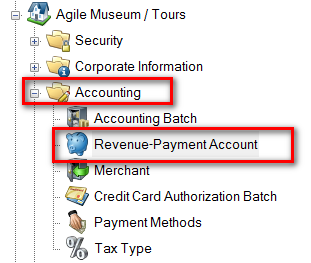 Agile Museum / Tours
Security
Corporate Information
Accounting
Accounting Batch
Revenue-Payment Account
Merchant
Credit Card Authorization Batch
Payment Methods
Tax Type